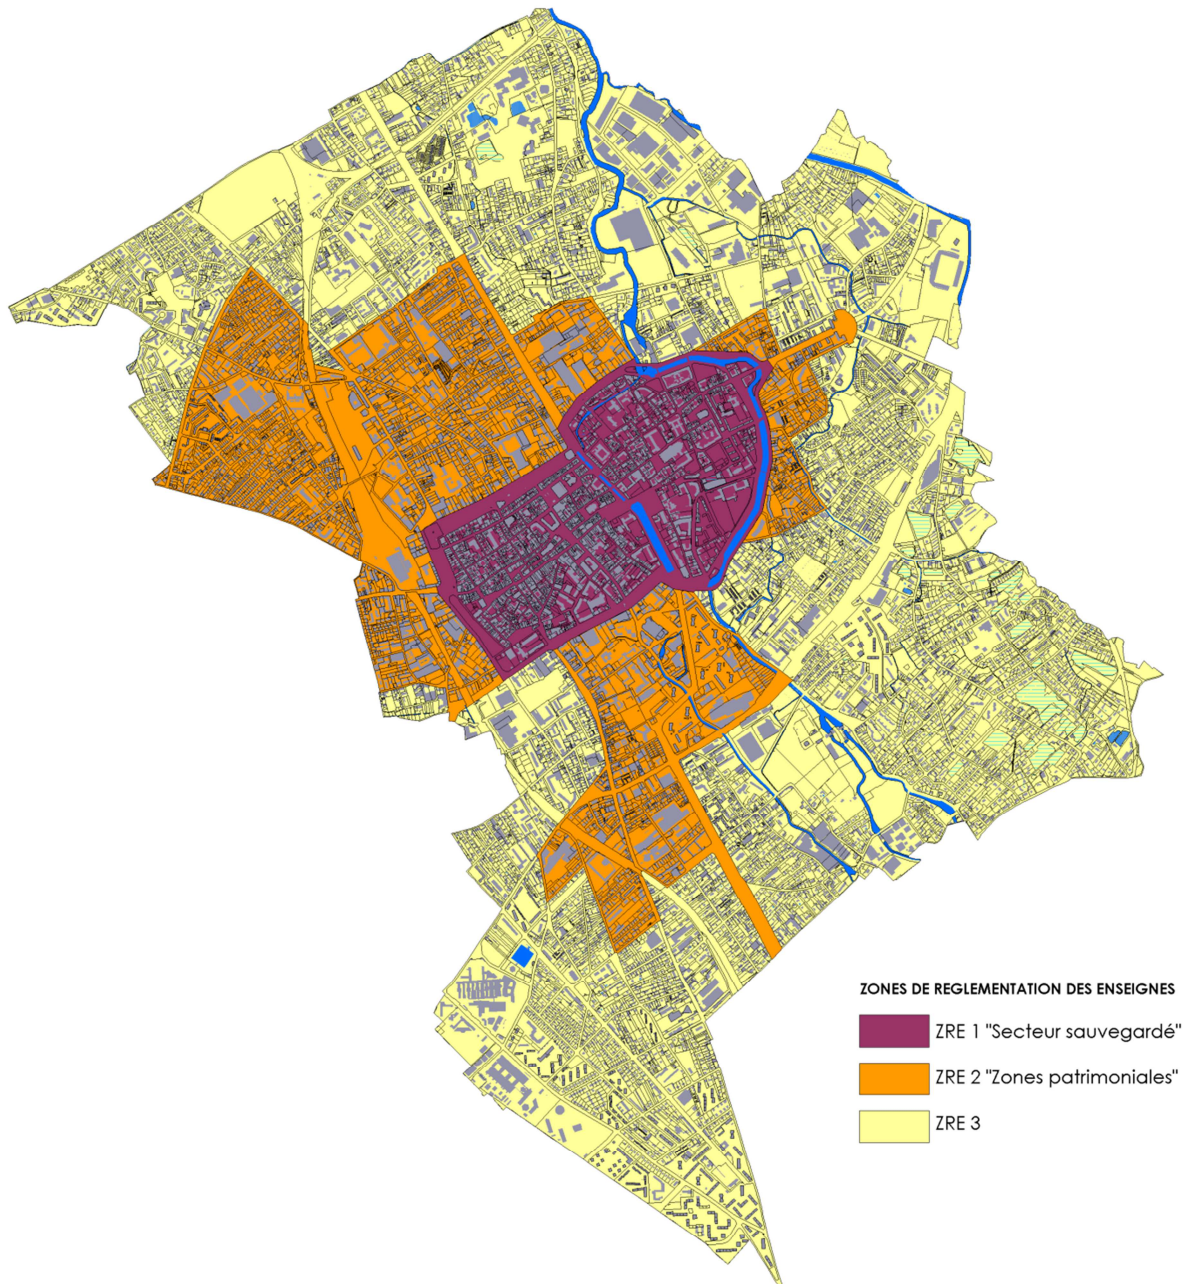 ZONES DE REGLEMENTATION DES ENSEIGNES
ZRE 1 "Secteur sauvegardé"
ZRE 2 "Zones patrimoniales"
ZRE 3